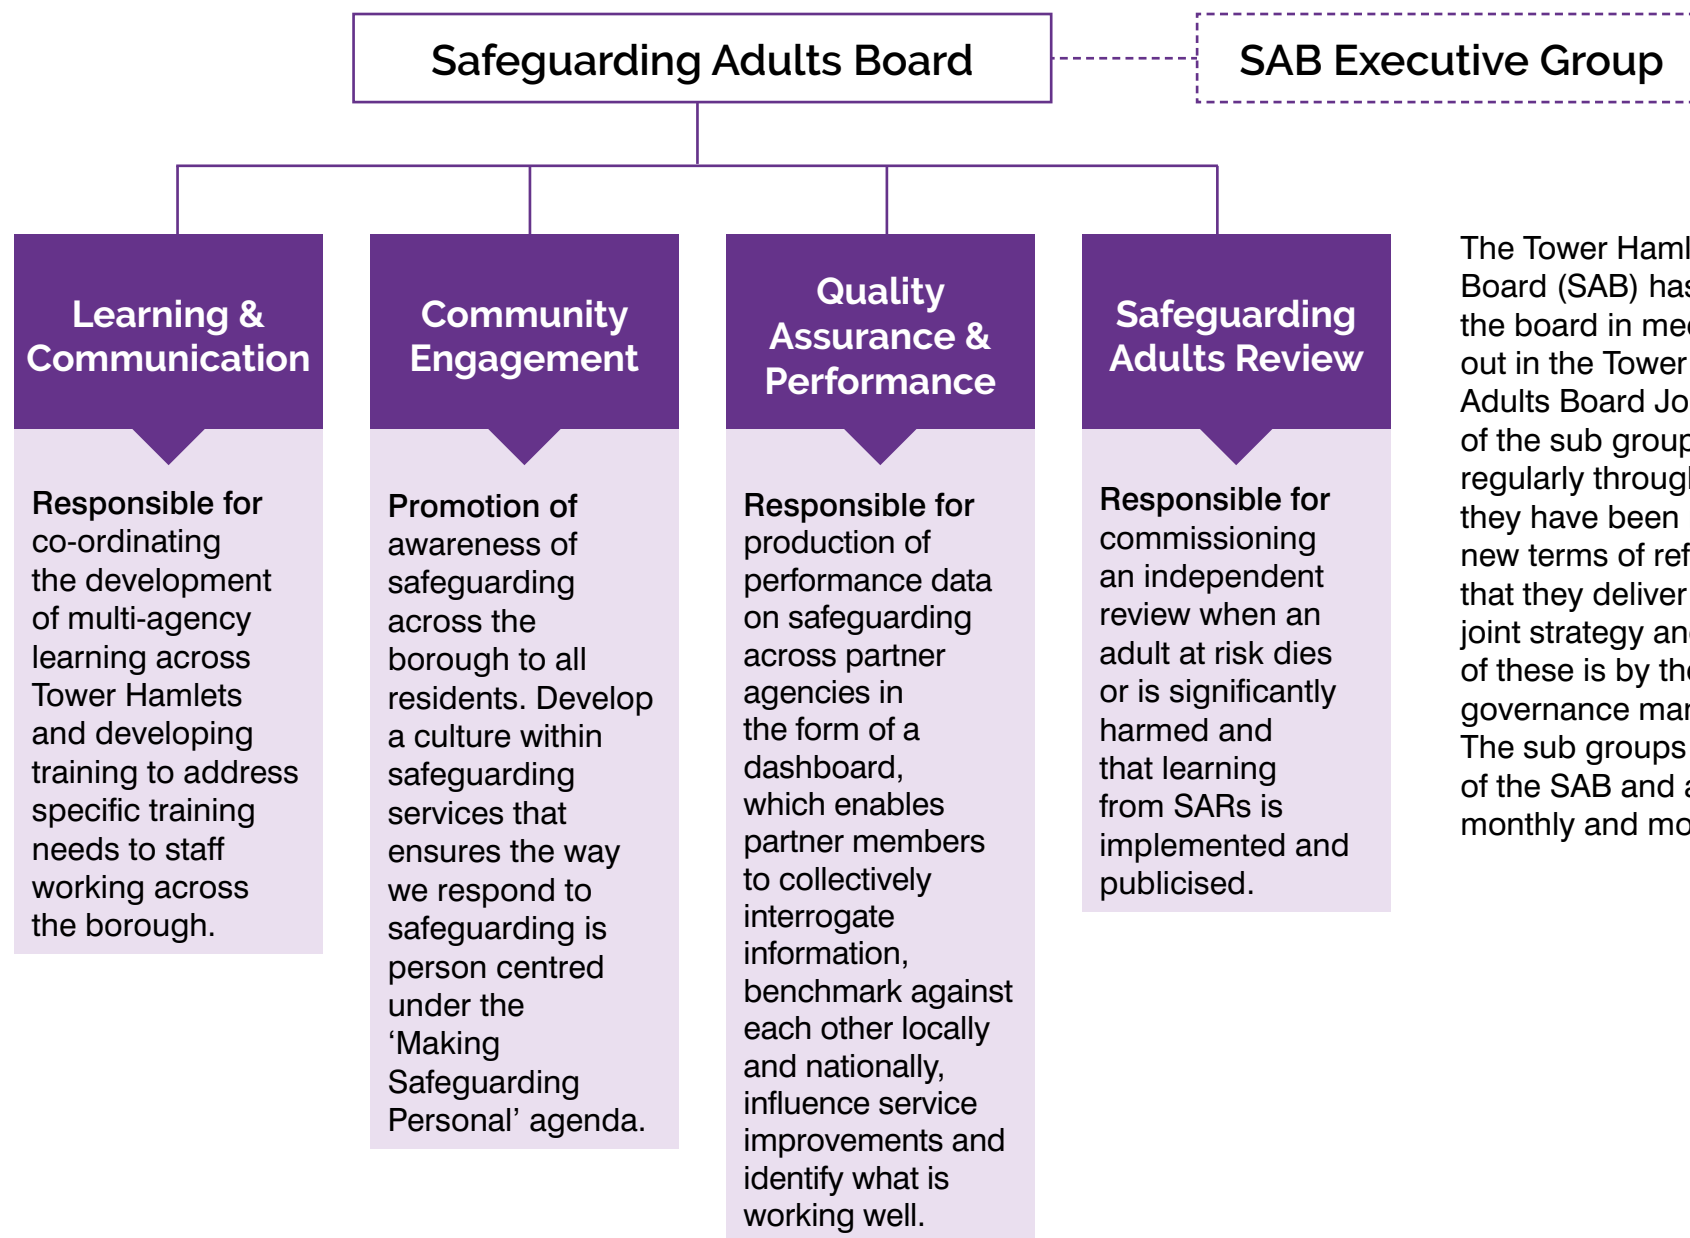 Safeguarding Adults Board
SAB Executive Group
Learning &
Communication
Responsible for
co-ordinating
the development
of multi-agency
learning across
Tower Hamlets
and developing
training to address
specific training
needs to staff
working across
the borough.
Community
Engagement
Promotion of
awareness of
safeguarding
across the
borough to all
residents. Develop
a culture within
safeguarding
services that
ensures the way
we respond to
safeguarding is
person centred
under the
‘Making
Safeguarding
Personal’ agenda.
Quality
Assurance &
Performance
Responsible for
production of
performance data
on safeguarding
across partner
agencies in
the form of a
dashboard,
which enables
partner members
to collectively
interrogate
information,
benchmark against
each other locally
and nationally,
influence service
improvements and
identify what is
working well.
Safeguarding
Adults Review
Responsible for
commissioning
an independent
review when an
adult at risk dies
or is significantly
harmed and
that learning
from SARs is
implemented and
publicised.
The Tower
Board (SAB)
the board in
out in the Tower
Adults Board
of the sub
regularly
they have been
new terms of
that they deliver
joint strategy
of these is by
governance
The sub groups
of the SAB and
monthly and